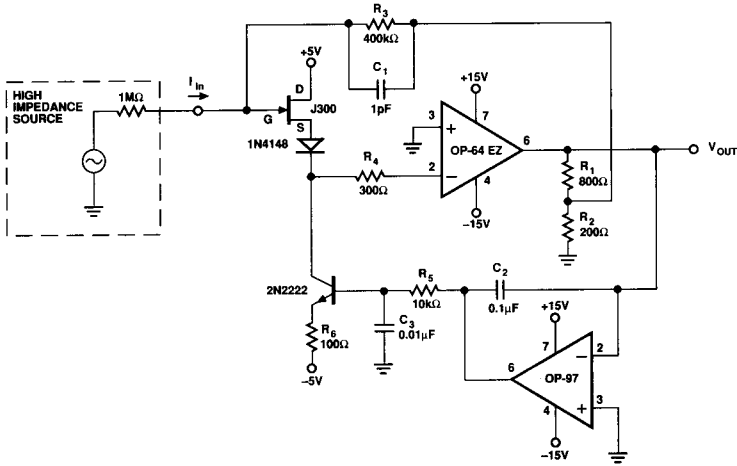 R3
400kΩ
C1
1pF
+5V
D
G
S
J300
1N4148
I in
HIGH
IMPEDANCE
SOURCE
1MΩ
R4
300Ω
+15V
7
3
+
2
−
OP-64 EZ
6
4
−15V
VOUT
R1
800Ω
R2
200Ω
2N2222
R5
10kΩ
C2
0.1μF
C3
0.01μF
R6
100Ω
−5V
+15V
7
6
OP-97
−
2
+
3
4
−15V